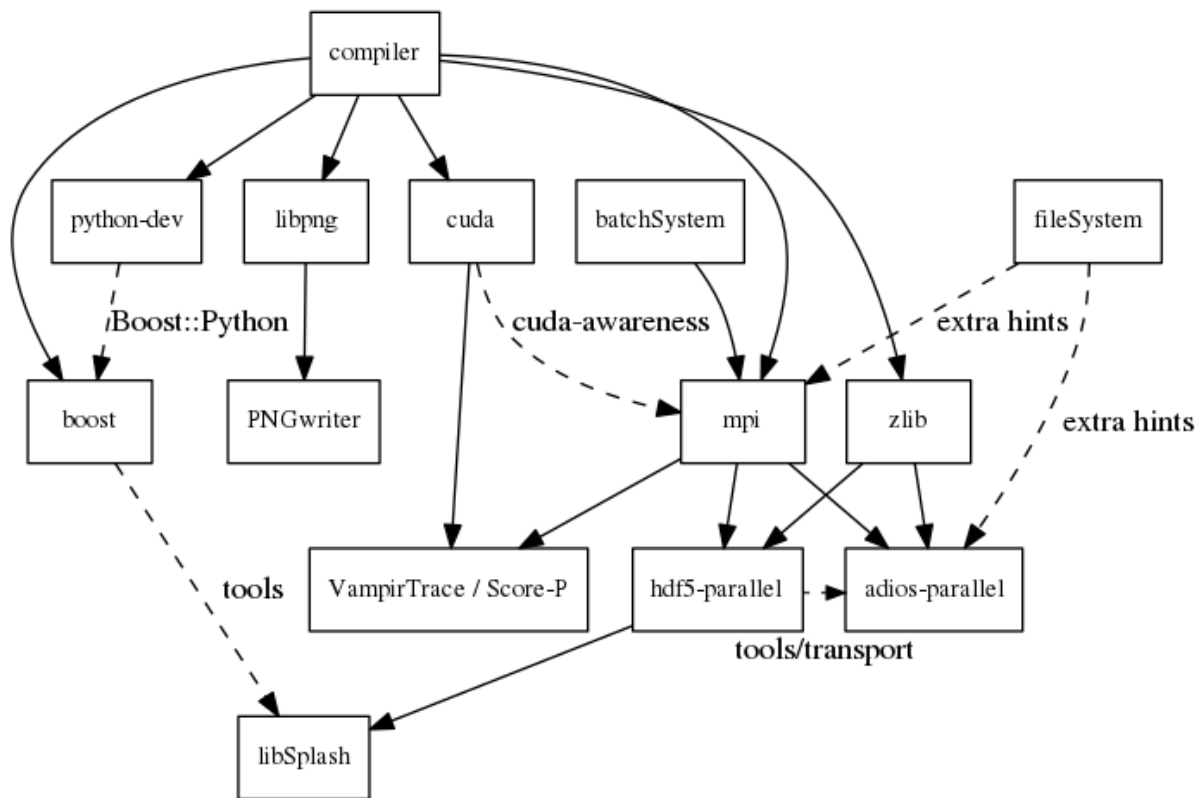 compiler
python-dev
libpng
cuda
batchSystem
fileSystem
Boost::Python
cuda-awareness
extra hints
boost
PNGwriter
mpi
zlib
extra hints
tools
VampirTrace / Score-P
hdf5-parallel
adios-parallel
tools/transport
libSplash